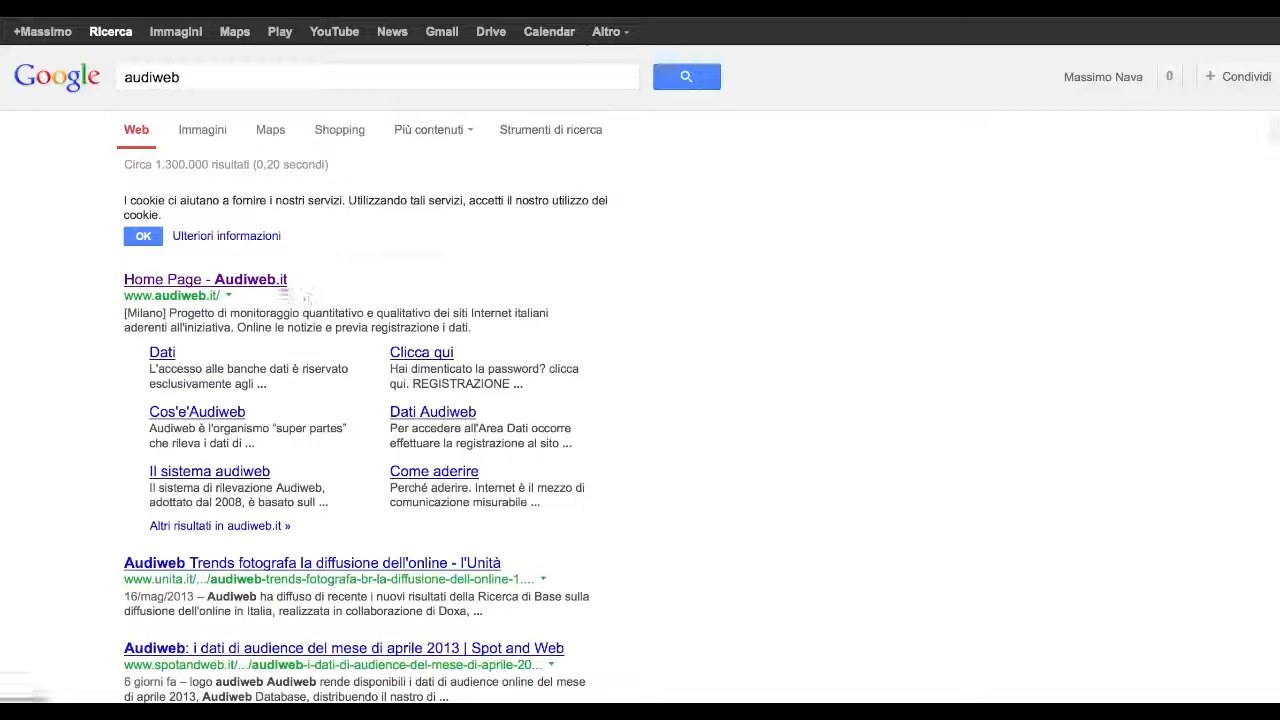 +Massimo Ricerca Immagini Maps Play YouTube News Gmail Drive Calendar Altro
Google audiweb Massimo Nava 0 + Condividi
Web Immagini Maps Shopping Più contenuti Strumenti di ricerca
Circa 1.300.000 risultati (0,20 secondi)
I cookie ci aiutano a fornire i nostri servizi. Utilizzando tali servizi, accetti il nostro utilizzo dei
cookie.
OK Ulteriori informazioni
Home Page - Audiweb.it
www.audiweb.it/
[Milano] Progetto di monitoraggio quantitativo e qualitativo dei siti Internet italiani
aderenti all'iniziativa. Online le notizie e previa registrazione i dati.
Dati
L'accesso alle banche dati è riservato
esclusivamente agli ...
Clicca qui
Hai dimenticato la password? clicca
qui. REGISTRAZIONE ...
Cos'e'Audiweb
Audiweb è l'organismo “super partes”
che rileva i dati di ...
Dati Audiweb
Per accedere all'Area Dati occorre
effettuare la registrazione al sito ...
Il sistema audiweb
Il sistema di rilevazione Audiweb,
adottato dal 2008, è basato sull ...
Come aderire
Perché aderire. Internet è il mezzo di
comunicazione misurabile ...
Altri risultati in audiweb.it »
Audiweb Trends fotografa la diffusione dell'online - l'Unità
www.unita.it/.../audiweb-trends-fotografa-br-la-diffusione-dell-online-1....
16/mag/2013 – Audiweb ha diffuso di recente i nuovi risultati della Ricerca di Base sulla
diffusione dell'online in Italia, realizzata in collaborazione di Doxa, ...
Audiweb: i dati di audience del mese di aprile 2013 | Spot and Web
www.spotandweb.it/.../audiweb-i-dati-di-audience-del-mese-di-aprile-20...
6 giorni fa – logo audiweb Audiweb rende disponibili i dati di audience online del mese
di aprile 2013, Audiweb Database, distribuendo il nastro di ...